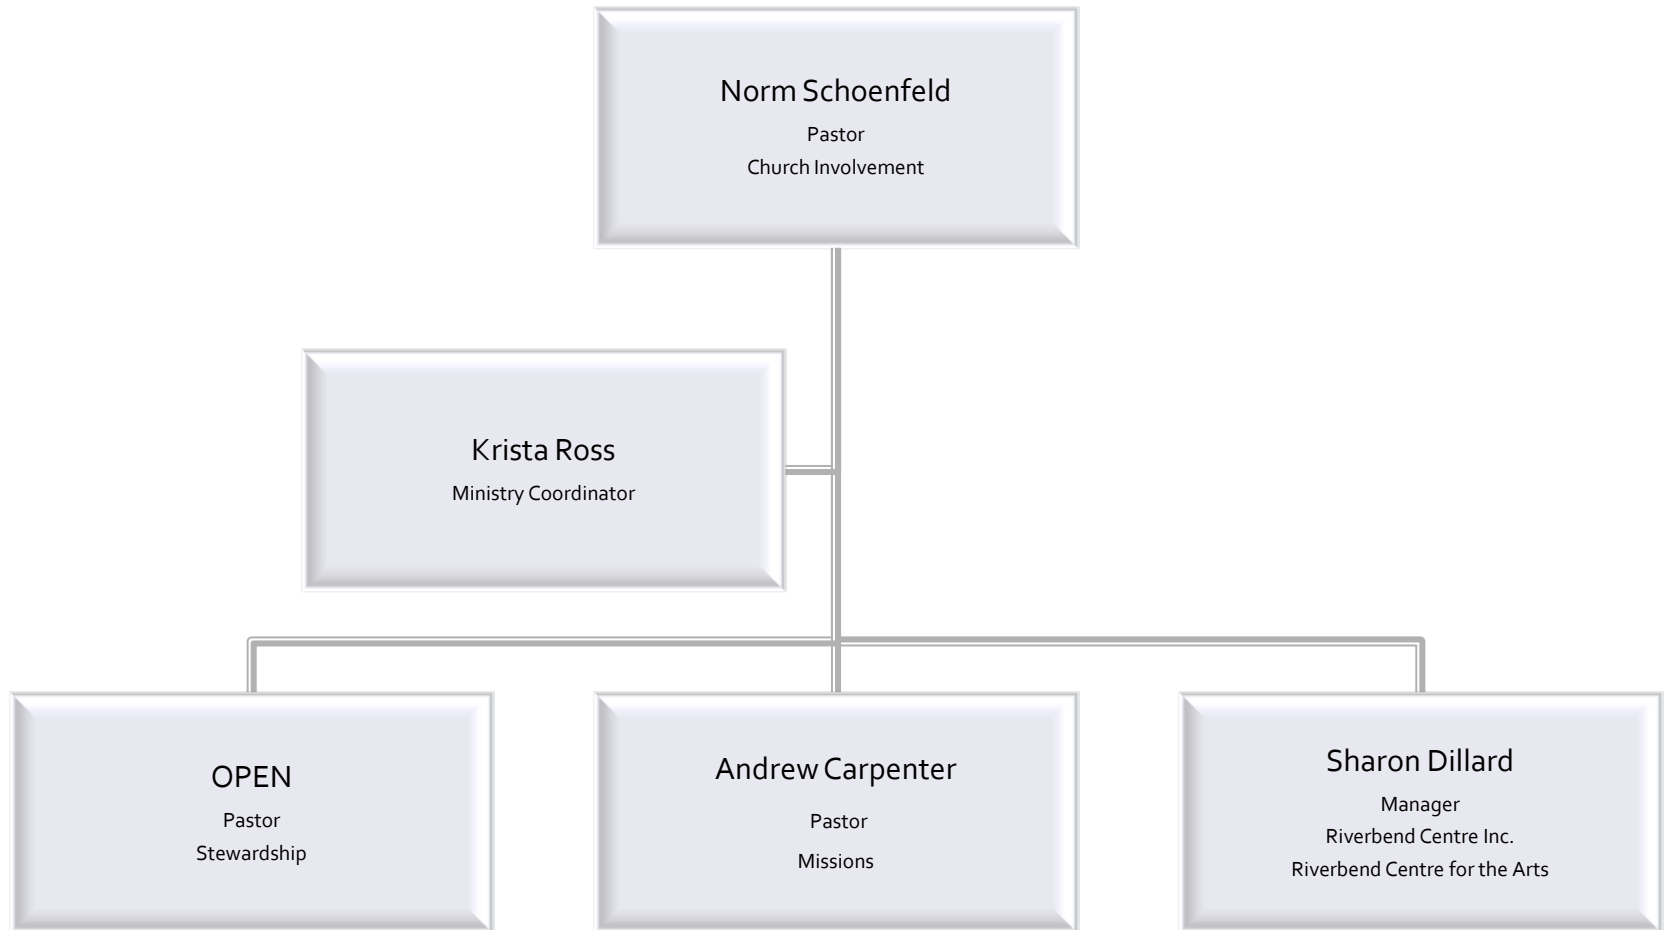 Norm Schoenfeld
Pastor
Church Involvement
Krista Ross
Ministry Coordinator
OPEN
Pastor
Stewardship
Andrew Carpenter
Pastor
Missions
Sharon Dillard
Manager
Riverbend Centre Inc.
Riverbend Centre for the Arts